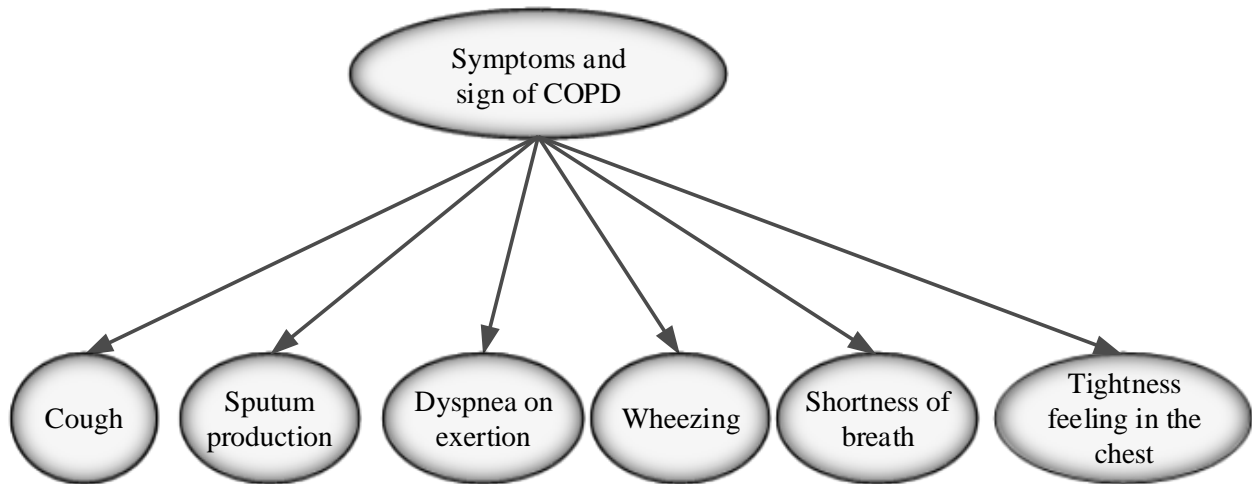 Symptoms and
sign of COPD
Cough
Sputum
production
Dyspnea on
exertion
Wheezing
Shortness of
breath
Tightness
feeling in the
chest